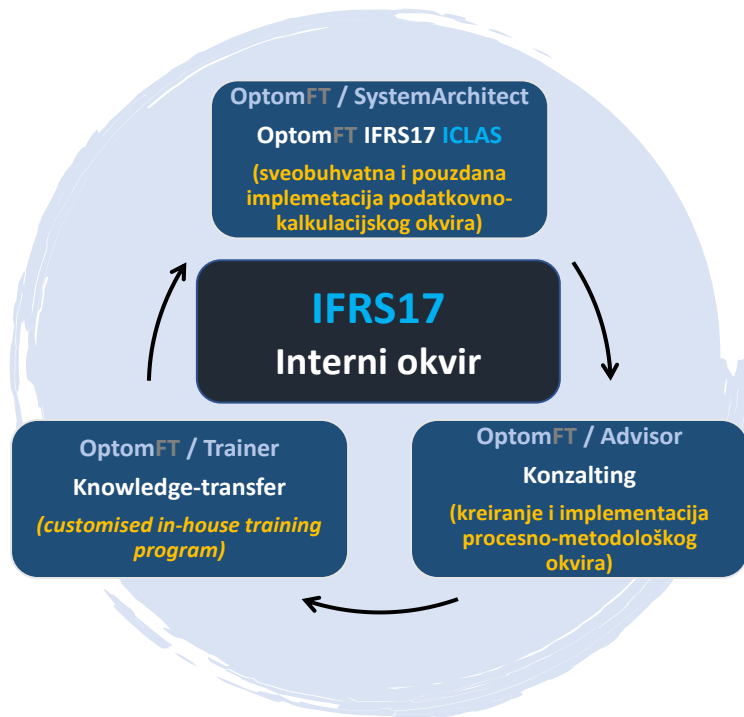 OptomFT / SystemArchitect
OptomFT IFRS17 ICLAS
(sveobuhvatna i pouzdana
implemetacija podatkovno-
kalkulacijskog okvira)
IFRS17
Interni okvir
OptomFT / Trainer
Knowledge-transfer
(customised in-house training
program)
OptomFT / Advisor
Konzalting
(kreiranje i implementacija
procesno-metodološkog
okvira)